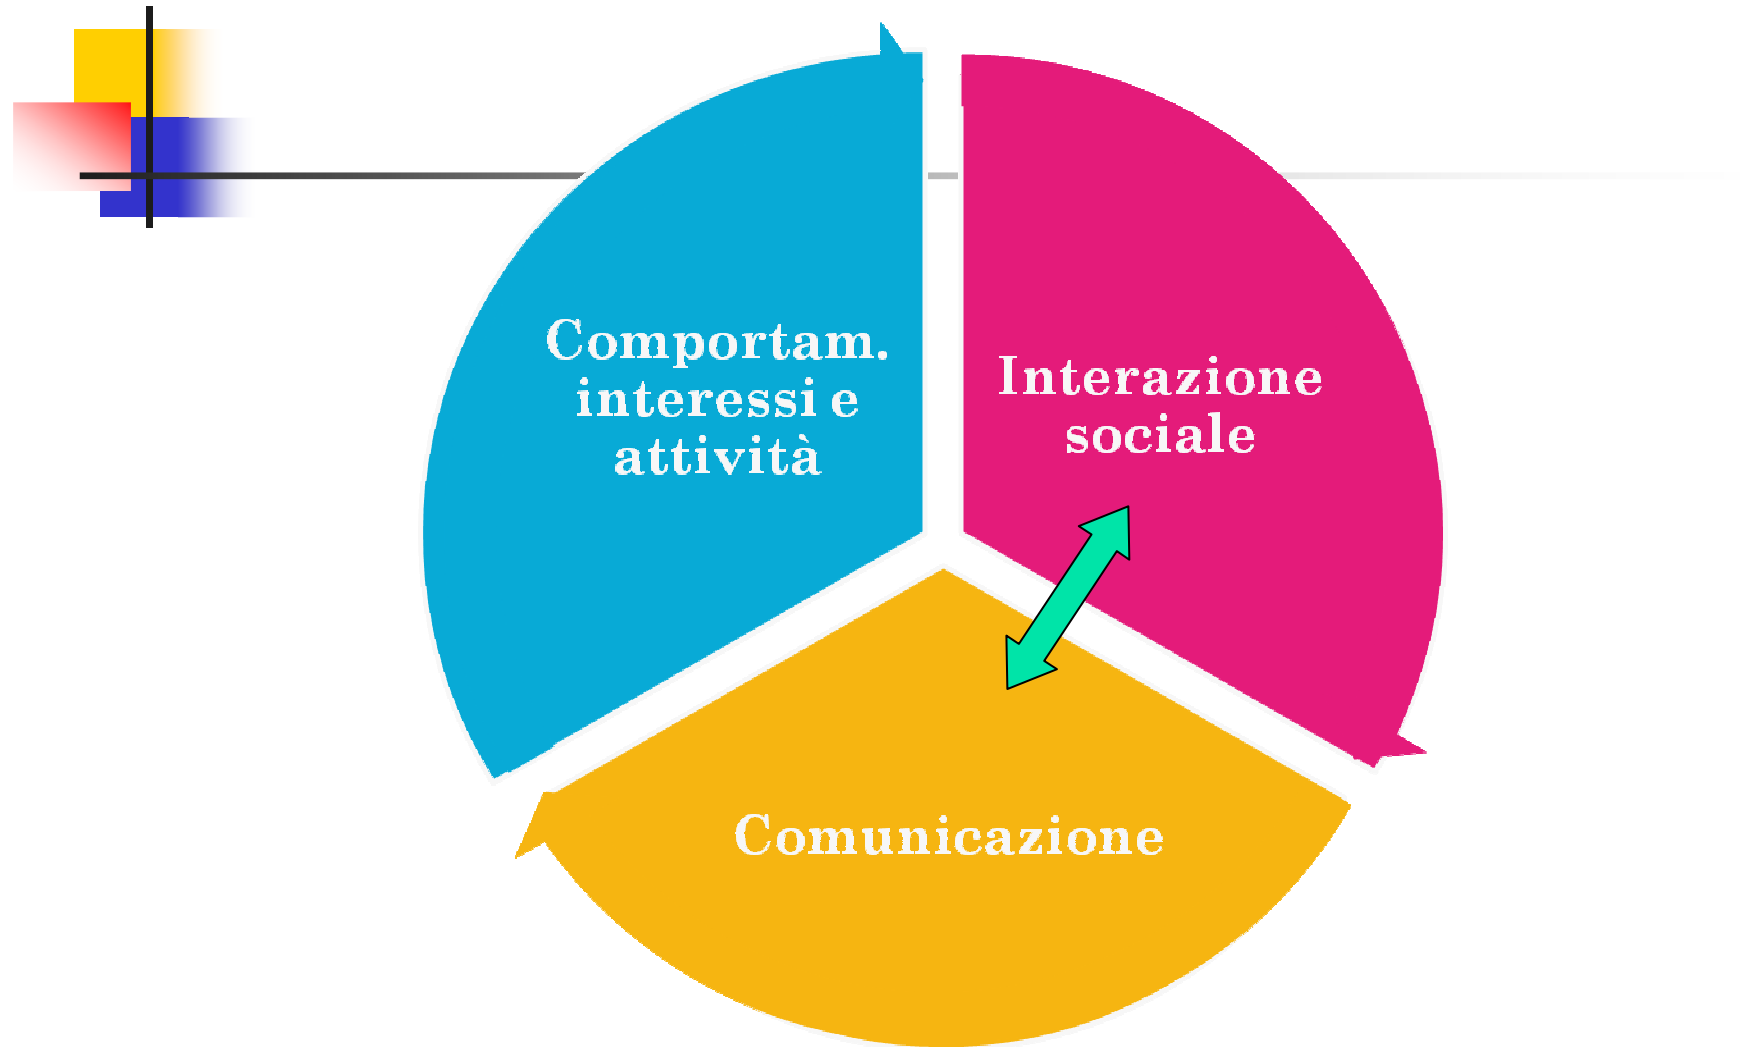 Comportam.
interessi e
attività
Interazione
sociale
Comunicazione